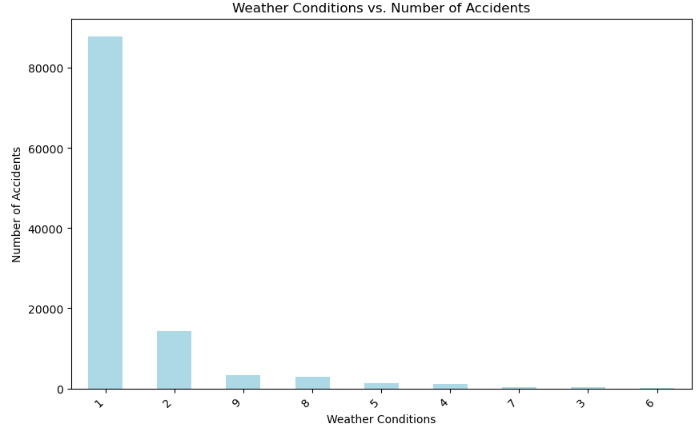 Weather Conditions vs. Number of Accidents
80000
60000
40000
20000
0
Number of Accidents
1 2 9 8 5 4 7 3 6
Weather Conditions